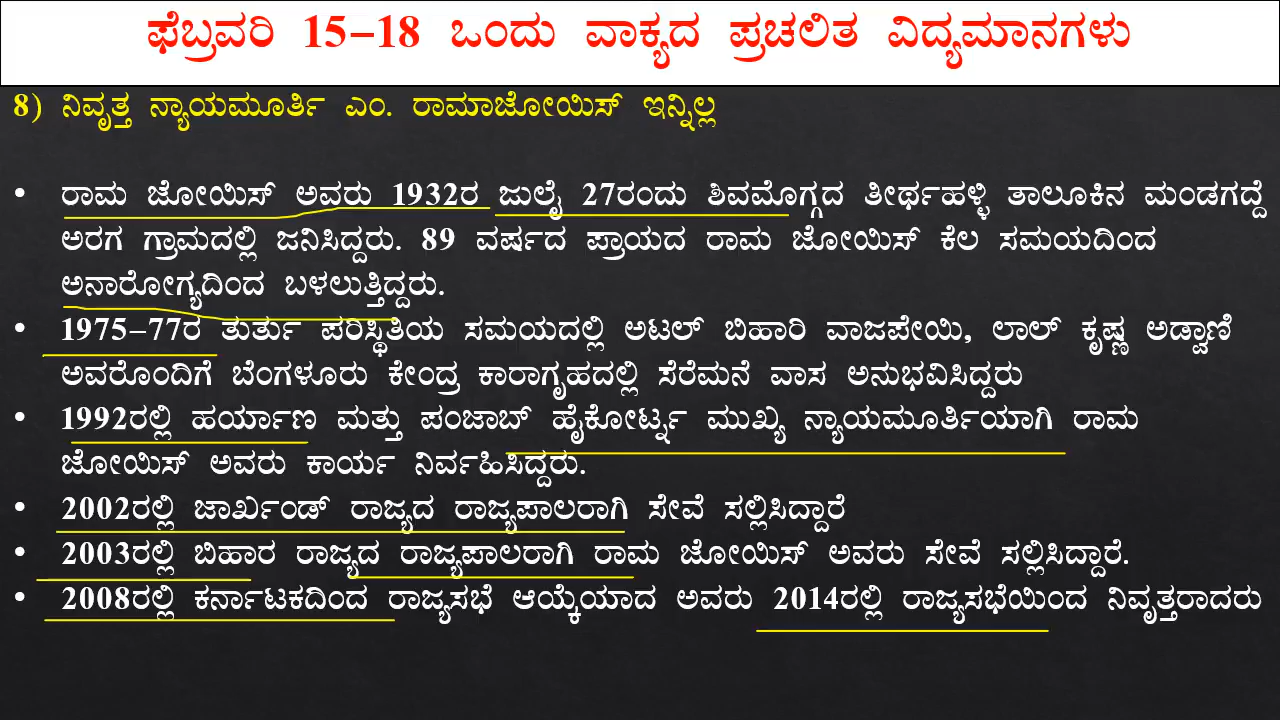 ಫೆಬ್ರವರಿ 15-18 ಒಂದು ವಾಕ್ಯದ ಪ್ರಚಲಿತ ವಿದ್ಯಮಾನಗಳು
8) ನಿವೃತ್ತ ನ್ಯಾಯಮೂರ್ತಿ ಎಂ. ರಾಮಾಜೋಯಿಸ್ ಇನ್ನಿಲ್ಲ
• ರಾಮ ಜೋಯಿಸ್ ಅವರು 1932ರ ಜುಲೈ 27ರಂದು ಶಿವಮೊಗ್ಗದ ತೀರ್ಥಹಳ್ಳಿ ತಾಲೂಕಿನ ಮಂಡಗದ್ದೆ
ಅರಗ ಗ್ರಾಮದಲ್ಲಿ ಜನಿಸಿದ್ದರು. 89 ವರ್ಷದ ಪ್ರಾಯದ ರಾಮ ಜೋಯಿಸ್ ಕೆಲ ಸಮಯದಿಂದ
ಅನಾರೋಗ್ಯದಿಂದ ಬಳಲುತ್ತಿದ್ದರು.
• 1975-77ರ ತುರ್ತು ಪರಿಸ್ಥಿತಿಯ ಸಮಯದಲ್ಲಿ ಅಟಲ್ ಬಿಹಾರಿ ವಾಜಪೇಯಿ, ಲಾಲ್ ಕೃಷ್ಣ ಅಡ್ವಾಣಿ
ಅವರೊಂದಿಗೆ ಬೆಂಗಳೂರು ಕೇಂದ್ರ ಕಾರಾಗೃಹದಲ್ಲಿ ಸೆರೆಮನೆ ವಾಸ ಅನುಭವಿಸಿದ್ದರು
• 1992ರಲ್ಲಿ ಹರ್ಯಾಣ ಮತ್ತು ಪಂಜಾಬ್ ಹೈಕೋರ್ಟ್ನ ಮುಖ್ಯ ನ್ಯಾಯಮೂರ್ತಿಯಾಗಿ ರಾಮ
ಜೋಯಿಸ್ ಅವರು ಕಾರ್ಯ ನಿರ್ವಹಿಸಿದ್ದರು.
• 2002ರಲ್ಲಿ ಜಾರ್ಖಂಡ್ ರಾಜ್ಯದ ರಾಜ್ಯಪಾಲರಾಗಿ ಸೇವೆ ಸಲ್ಲಿಸಿದ್ದಾರೆ
• 2003ರಲ್ಲಿ ಬಿಹಾರ ರಾಜ್ಯದ ರಾಜ್ಯಪಾಲರಾಗಿ ರಾಮ ಜೋಯಿಸ್ ಅವರು ಸೇವೆ ಸಲ್ಲಿಸಿದ್ದಾರೆ.
• 2008ರಲ್ಲಿ ಕರ್ನಾಟಕದಿಂದ ರಾಜ್ಯಸಭೆ ಆಯ್ಕೆಯಾದ ಅವರು 2014ರಲ್ಲಿ ರಾಜ್ಯಸಭೆಯಿಂದ ನಿವೃತ್ತರಾದರು